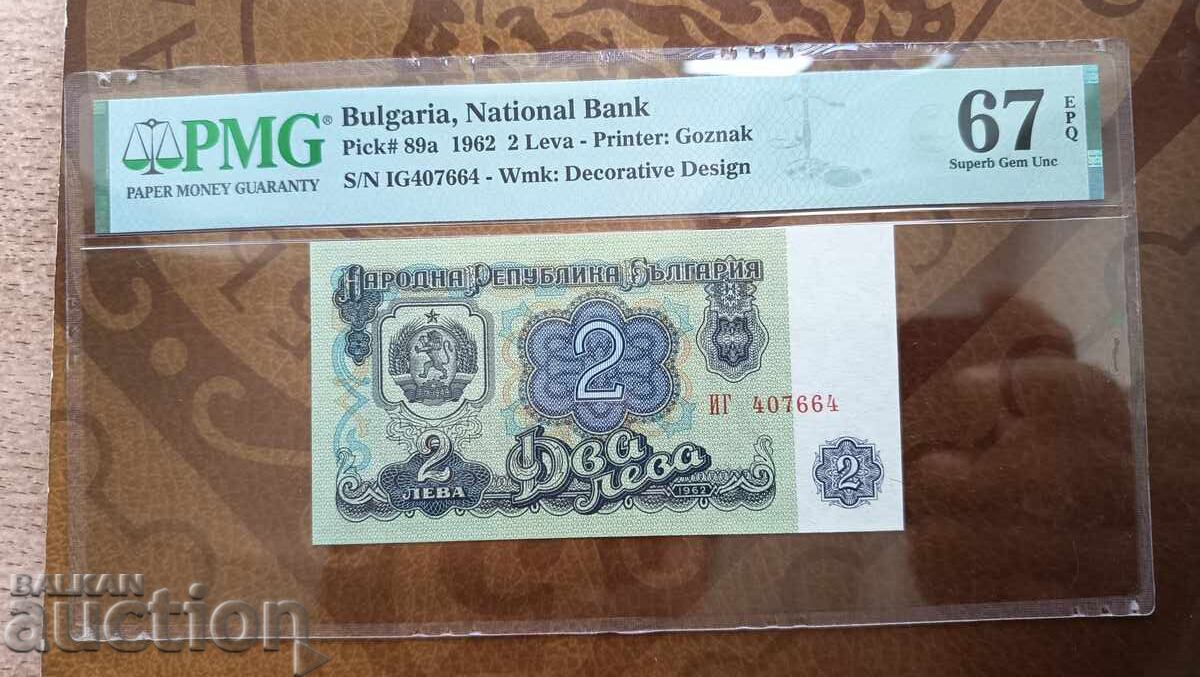 PMG®
PAPER MONEY GUARANTY
Bulgaria, National Bank
Pick# 89a 1962 2 Leva - Printer: Goznak
S/N IG407664 - Wmk: Decorative Design
67
EPQ
Superb Gem Unc
НАРОДНА РЕПУБЛИКА БЪЛГАРИЯ
2
ИГ 407664
2
ЛЕВА
Два
лева
1962
2
BALKAN
auction